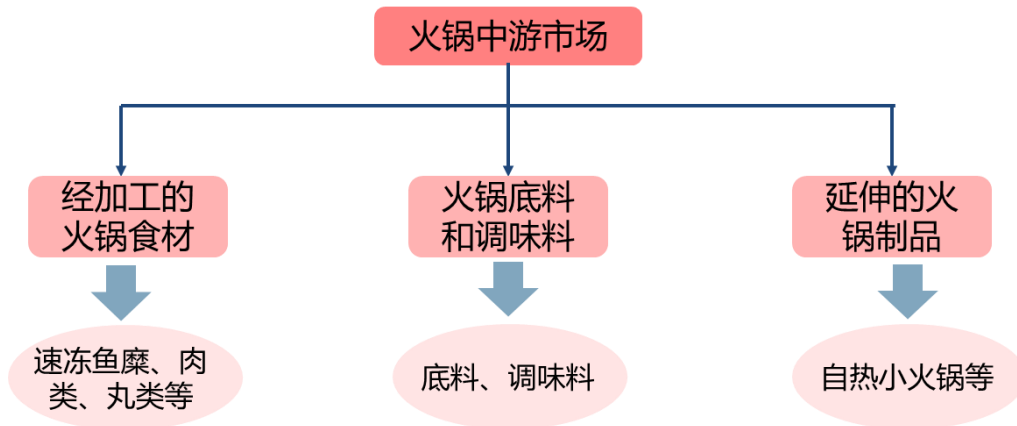 火锅中游市场
经加工的
火锅食材
火锅底料
和调味料
延伸的火
锅制品
速冻鱼糜、肉
类、丸类等
底料、调味料
自热小火锅等